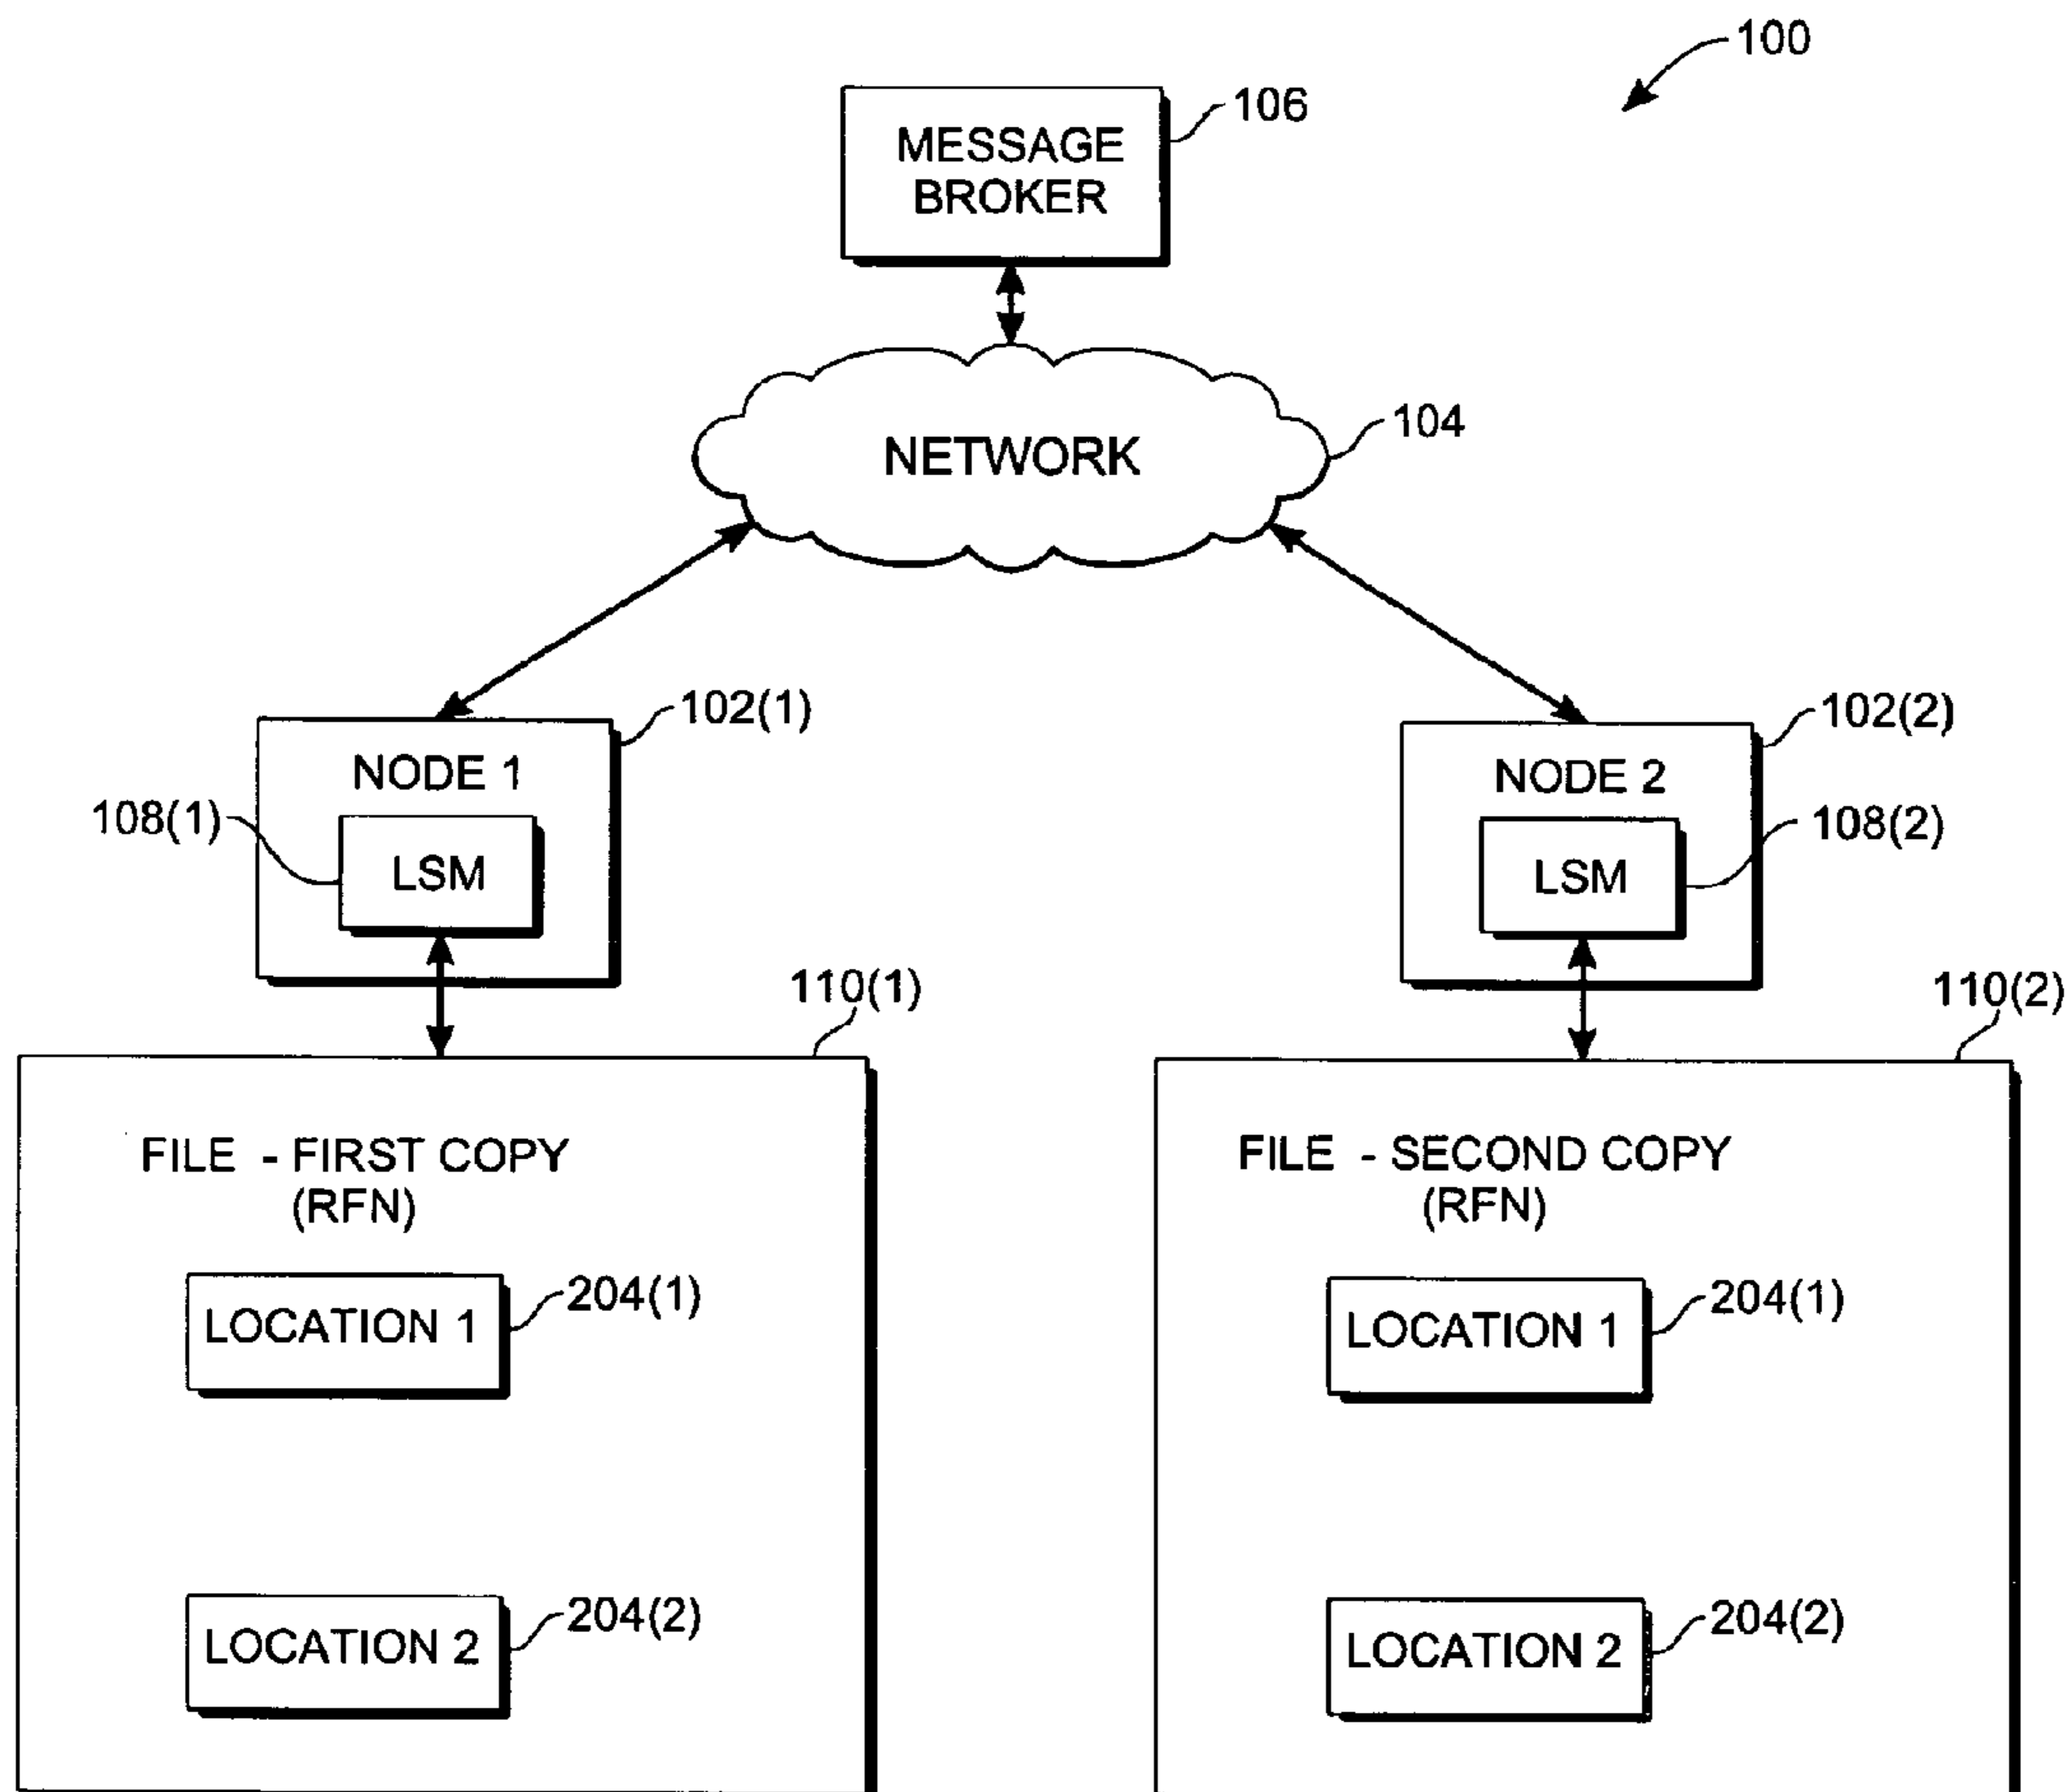 100
106
MESSAGE
BROKER
104
NETWORK
102(1)
102(2)
NODE 1
NODE 2
108(1)
108(2)
LSM
LSM
110(1)
110(2)
FILE - FIRST COPY
(RFN)
FILE - SECOND COPY
(RFN)
LOCATION 1
204(1)
LOCATION 1
204(1)
LOCATION 2
204(2)
LOCATION 2
204(2)